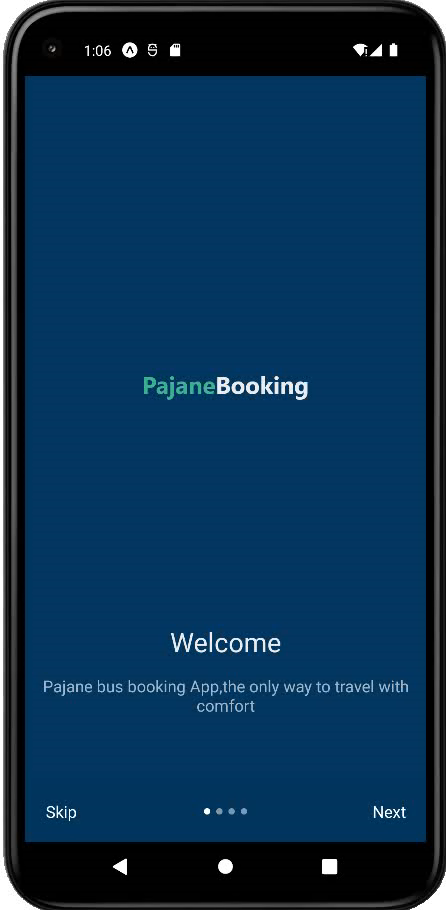 1:06
PajaneBooking
Welcome
Pajane bus booking App,the only way to travel with
comfort
Skip
Next